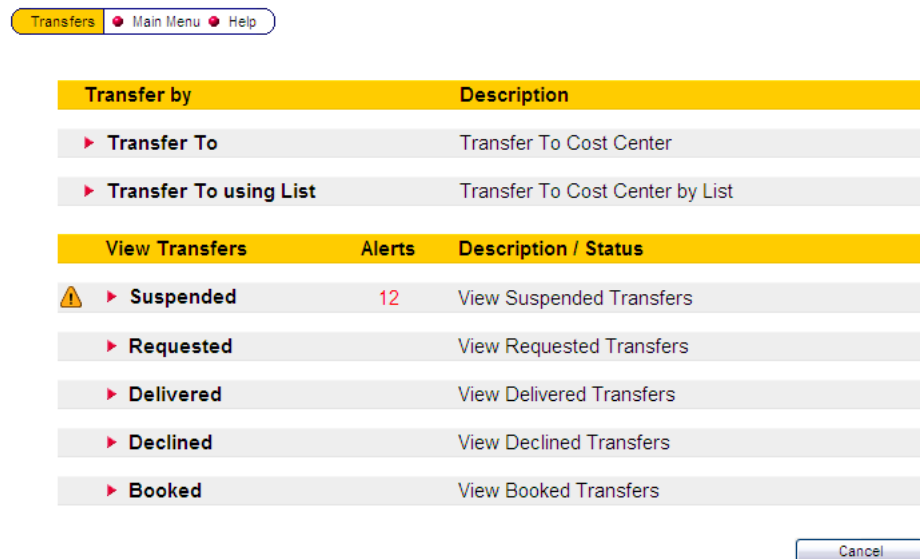 Transfers Main Menu Help
Transfer by Description
Transfer To Transfer To Cost Center
Transfer To using List Transfer To Cost Center by List
View Transfers Alerts Description / Status
Suspended 12 View Suspended Transfers
Requested View Requested Transfers
Delivered View Delivered Transfers
Declined View Declined Transfers
Booked View Booked Transfers
Cancel